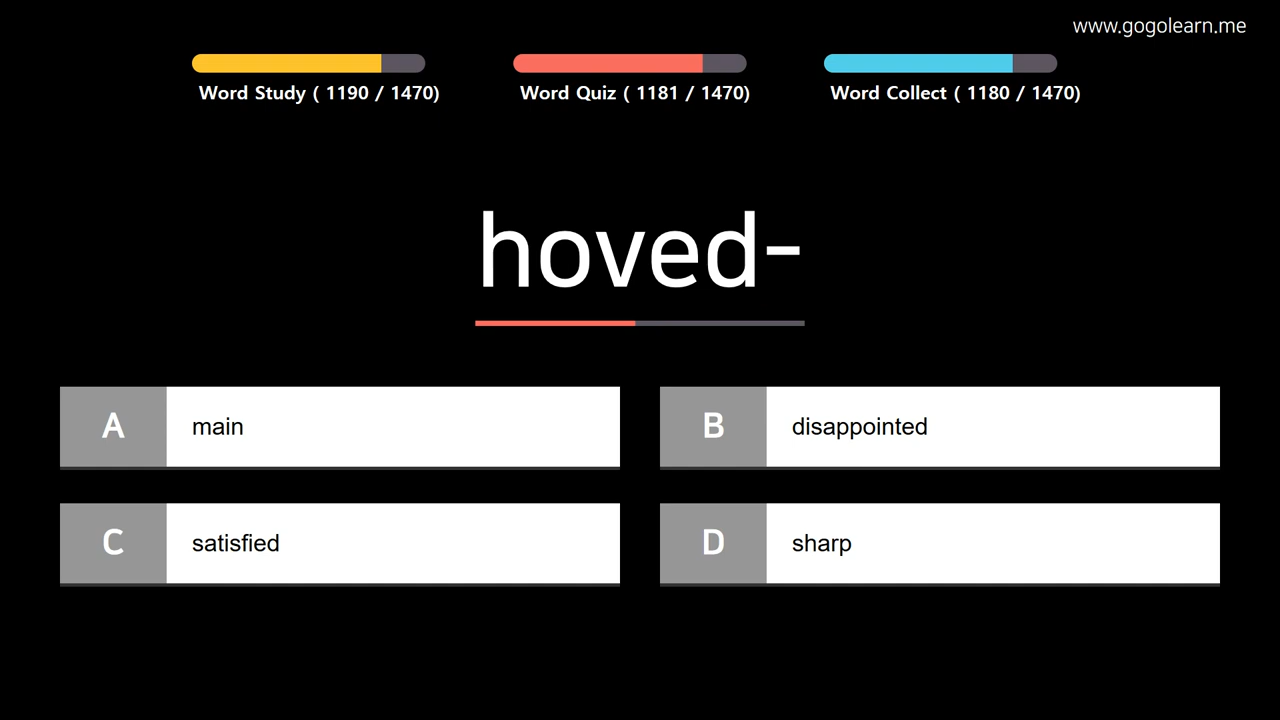 www.gogolearn.me
Word Study ( 1190 / 1470)
Word Quiz ( 1181 / 1470)
Word Collect ( 1180 / 1470)
hoved-
A main
B disappointed
C satisfied
D sharp